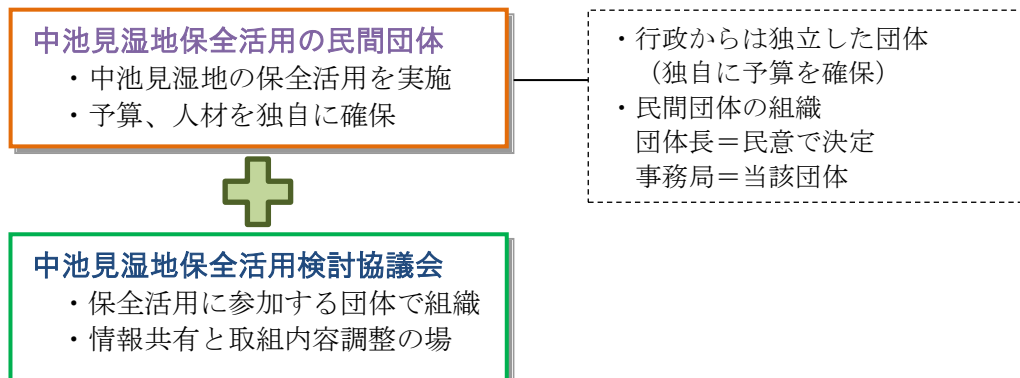 中池見湿地保全活用の民間団体
・中池見湿地の保全活用を実施
・予算、人材を独自に確保
・行政からは独立した団体
（独自に予算を確保）
・民間団体の組織
団体長＝民意で決定
事務局＝当該団体
中池見湿地保全活用検討協議会
・保全活用に参加する団体で組織
・情報共有と取組内容調整の場